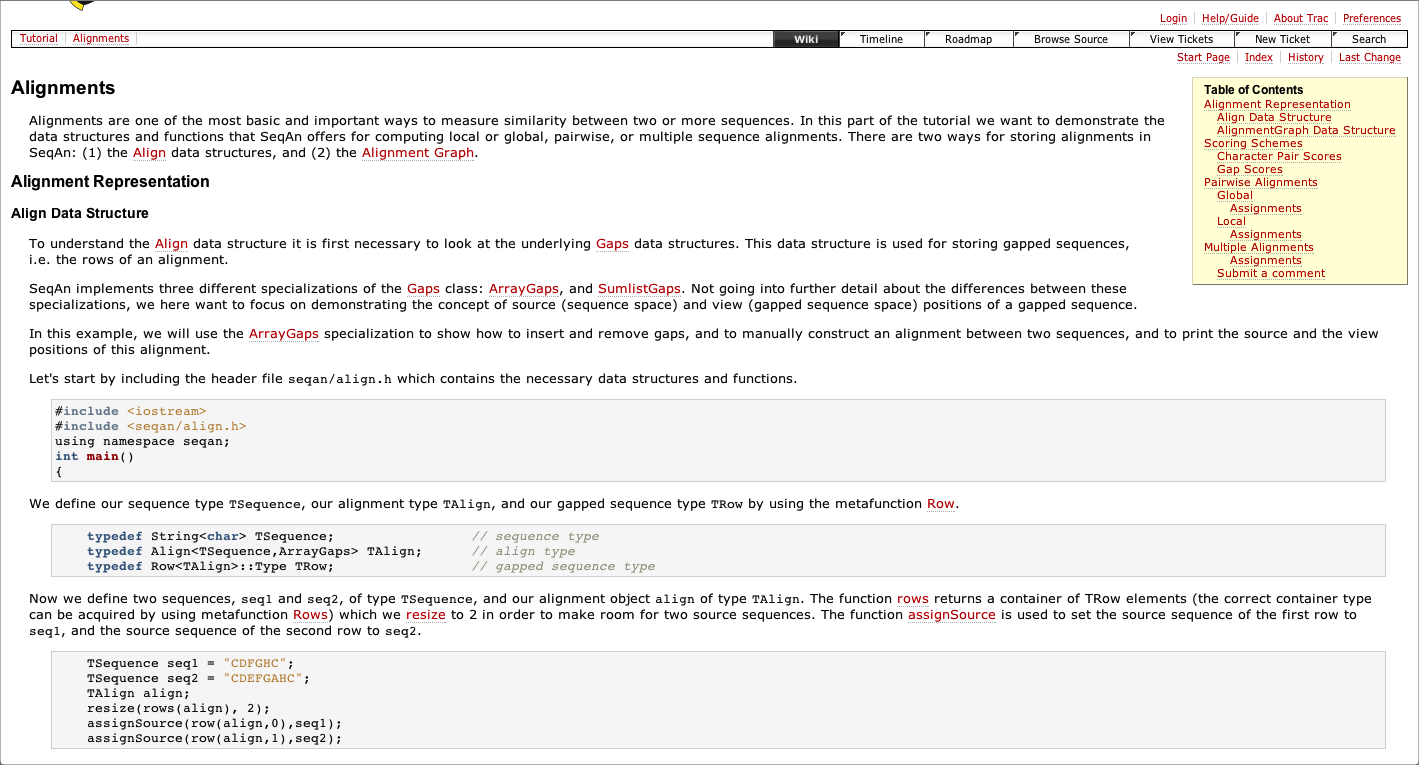 Login Help/Guide About Trac Preferences
Tutorial Alignments Wiki Timeline Roadmap Browse Source View Tickets New Ticket Search
Start Page Index History Last Change
Alignments
Alignments are one of the most basic and important ways to measure similarity between two or more sequences. In this part of the tutorial we want to demonstrate the
data structures and functions that SeqAn offers for computing local or global, pairwise, or multiple sequence alignments. There are two ways for storing alignments in
SeqAn: (1) the Align data structures, and (2) the Alignment Graph.
Table of Contents
Alignment Representation
Align Data Structure
AlignmentGraph Data Structure
Scoring Schemes
Character Pair Scores
Gap Scores
Pairwise Alignments
Global
Assignments
Local
Assignments
Multiple Alignments
Assignments
Submit a comment
Alignment Representation
Align Data Structure
To understand the Align data structure it is first necessary to look at the underlying Gaps data structures. This data structure is used for storing gapped sequences,
i.e. the rows of an alignment.
SeqAn implements three different specializations of the Gaps class: ArrayGaps, and SumlistGaps. Not going into further detail about the differences between these
specializations, we here want to focus on demonstrating the concept of source (sequence space) and view (gapped sequence space) positions of a gapped sequence.
In this example, we will use the ArrayGaps specialization to show how to insert and remove gaps, and to manually construct an alignment between two sequences, and to print the source and the view
positions of this alignment.
Let's start by including the header file seqan/align.h which contains the necessary data structures and functions.
#include <iostream>
#include <seqan/align.h>
using namespace seqan;
int main()
{
We define our sequence type TSequence, our alignment type TAlign, and our gapped sequence type TRow by using the metafunction Row.
typedef String<char> TSequence; // sequence type
typedef Align<TSequence,ArrayGaps> TAlign; // align type
typedef Row<TAlign>::Type TRow; // gapped sequence type
Now we define two sequences, seq1 and seq2, of type TSequence, and our alignment object align of type TAlign. The function rows returns a container of TRow elements (the correct container type
can be acquired by using metafunction Rows) which we resize to 2 in order to make room for two source sequences. The function assignSource is used to set the source sequence of the first row to
seq1, and the source sequence of the second row to seq2.
TSequence seq1 = "CDFGHC";
TSequence seq2 = "CDEFGAHC";
TAlign align;
resize(rows(align), 2);
assignSource(row(align,0),seq1);
assignSource(row(align,1),seq2);